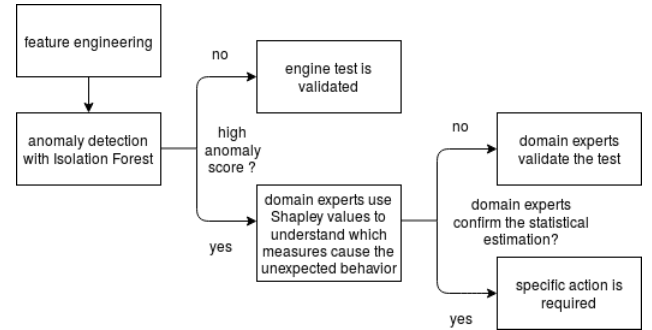 feature engineering
anomaly detection
with Isolation Forest
no
engine test is
validated
high
anomaly
score ?
yes
domain experts use
Shapley values to
understand which
measures cause the
unexpected behavior
no
domain experts
validate the test
domain experts
confirm the statistical
estimation?
yes
specific action is
required